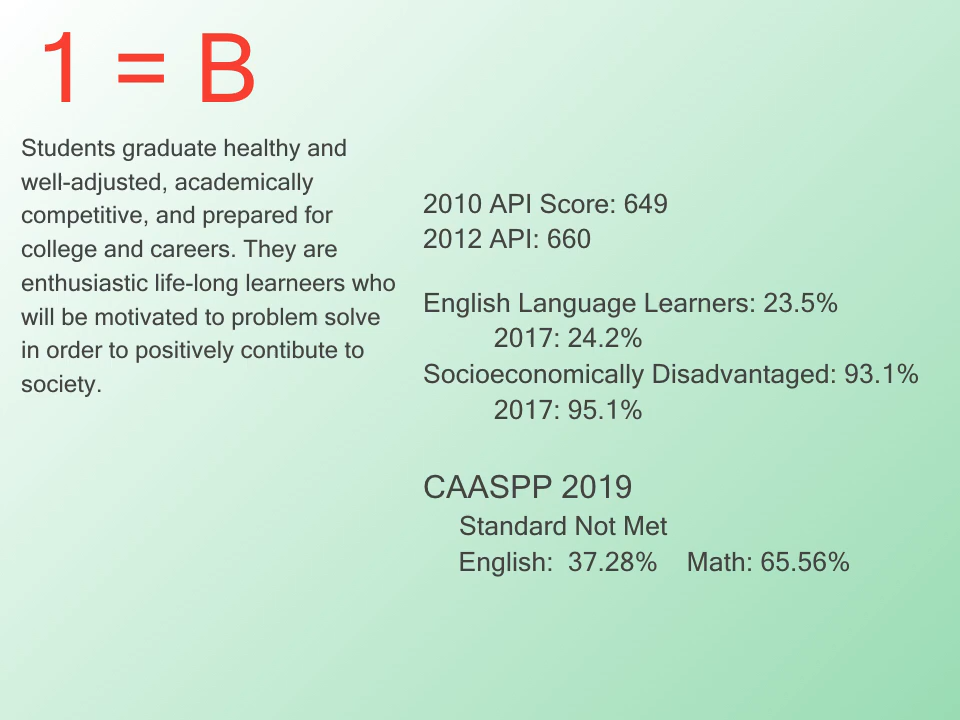 1 = B
Students graduate healthy and
well-adjusted, academically
competitive, and prepared for
college and careers. They are
enthusiastic life-long learneers who
will be motivated to problem solve
in order to positively contibute to
society.
2010 API Score: 649
2012 API: 660
English Language Learners: 23.5%
2017: 24.2%
Socioeconomically Disadvantaged: 93.1%
2017: 95.1%
CAASPP 2019
Standard Not Met
English: 37.28% Math: 65.56%